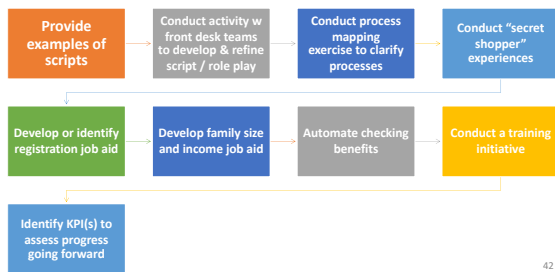 Provide
examples of
scripts
Conduct activity w
front desk teams
to develop & refine
script / role play
Conduct process
mapping
exercise to clarify
processes
Conduct “secret
shopper”
experiences
Develop or identify
registration job aid
Develop family size
and income job aid
Automate checking
benefits
Conduct a training
initiative
Identify KPI(s) to
assess progress
going forward
42